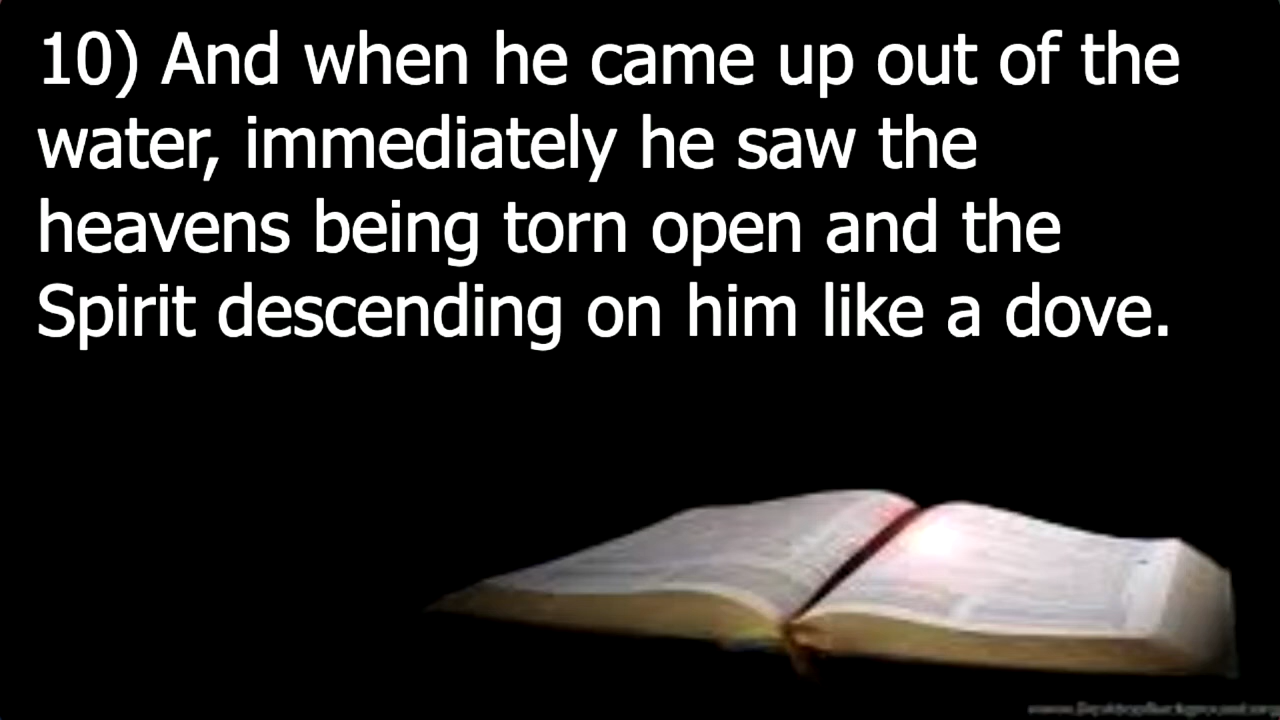 10) And when he came up out of the
water, immediately he saw the
heavens being torn open and the
Spirit descending on him like a dove.